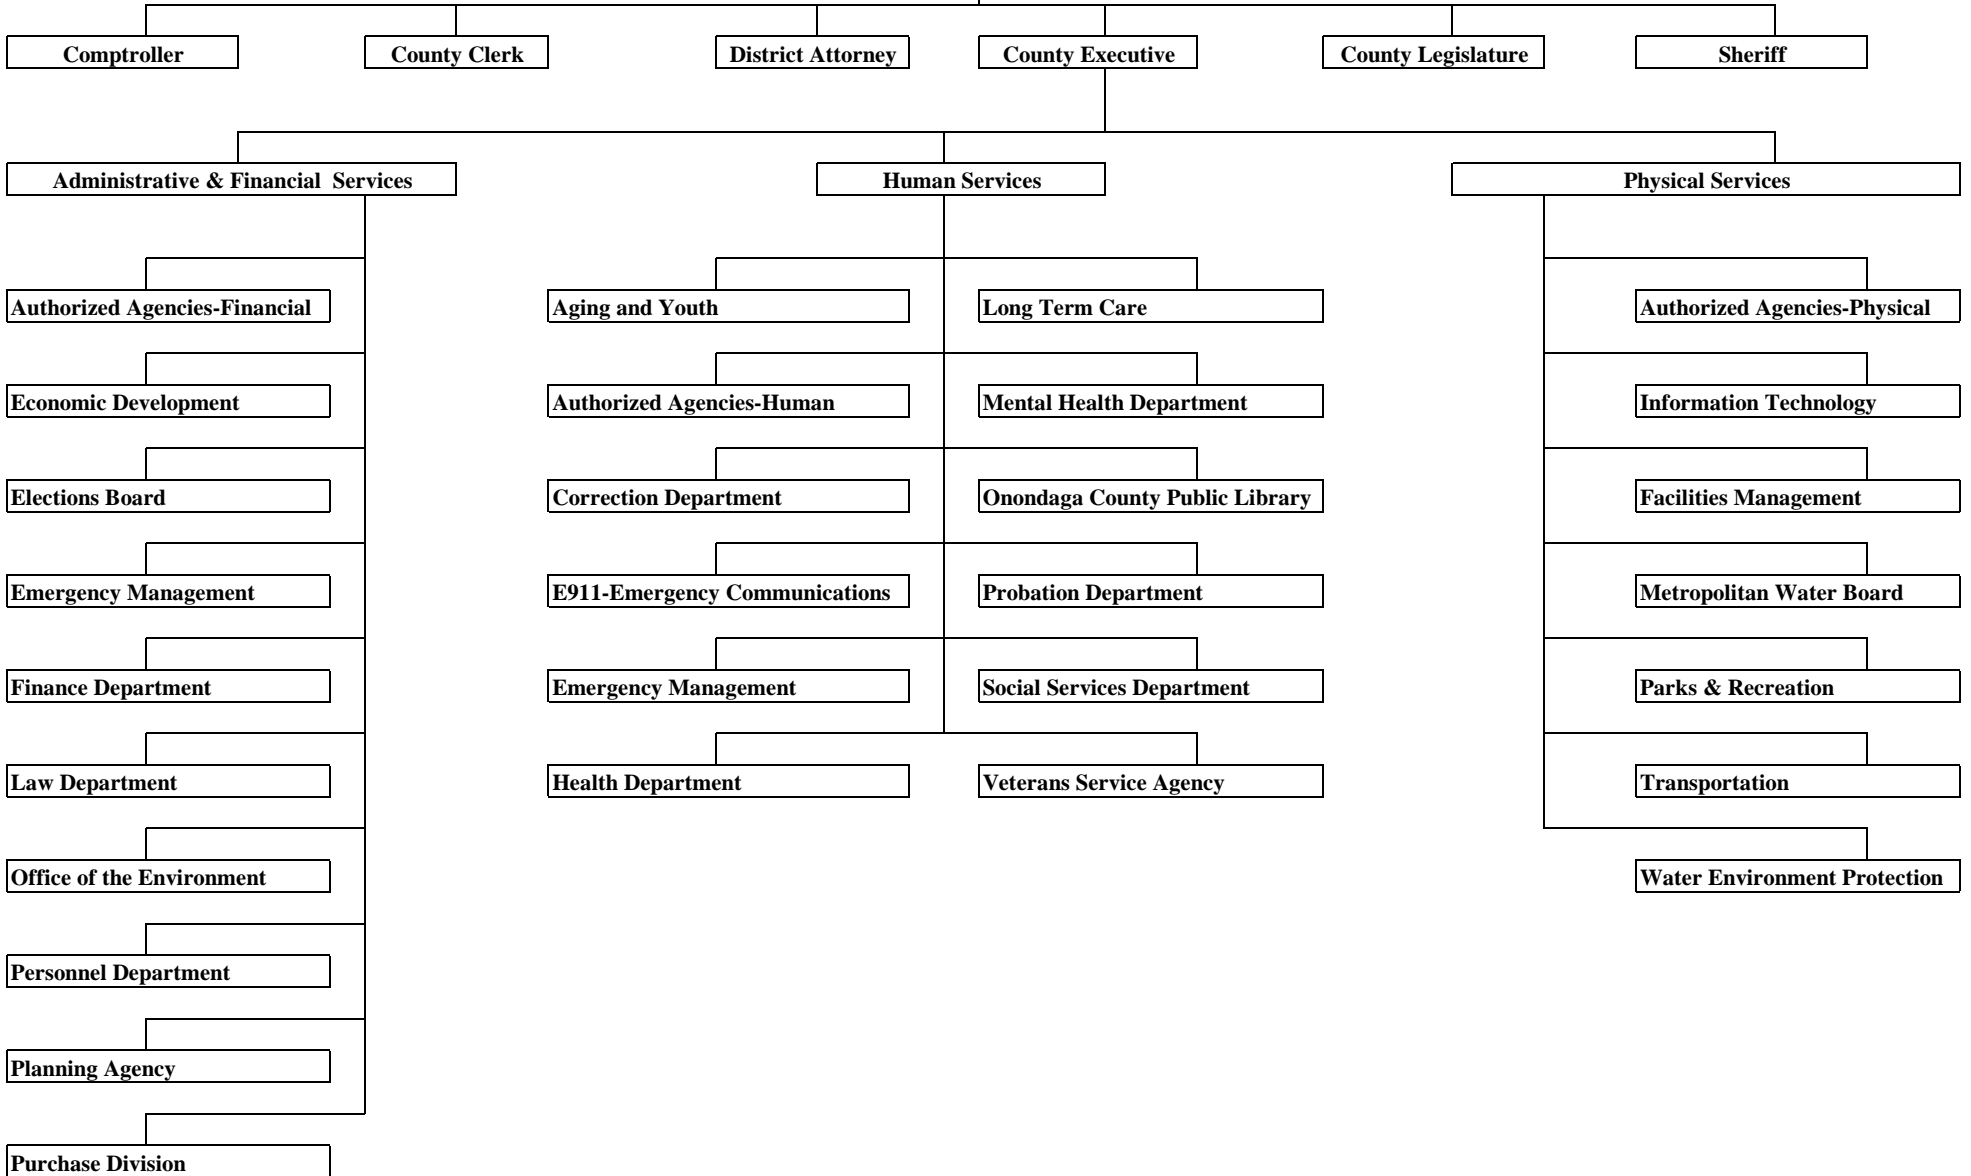 Comptroller
County Clerk
District Attorney
County Executive
County Legislature
Sheriff
Administrative & Financial Services
Human Services
Physical Services
Authorized Agencies-Financial
Economic Development
Elections Board
Emergency Management
Finance Department
Law Department
Office of the Environment
Personnel Department
Planning Agency
Purchase Division
Aging and Youth
Authorized Agencies-Human
Correction Department
E911-Emergency Communications
Emergency Management
Health Department
Long Term Care
Mental Health Department
Onondaga County Public Library
Probation Department
Social Services Department
Veterans Service Agency
Authorized Agencies-Physical
Information Technology
Facilities Management
Metropolitan Water Board
Parks & Recreation
Transportation
Water Environment Protection